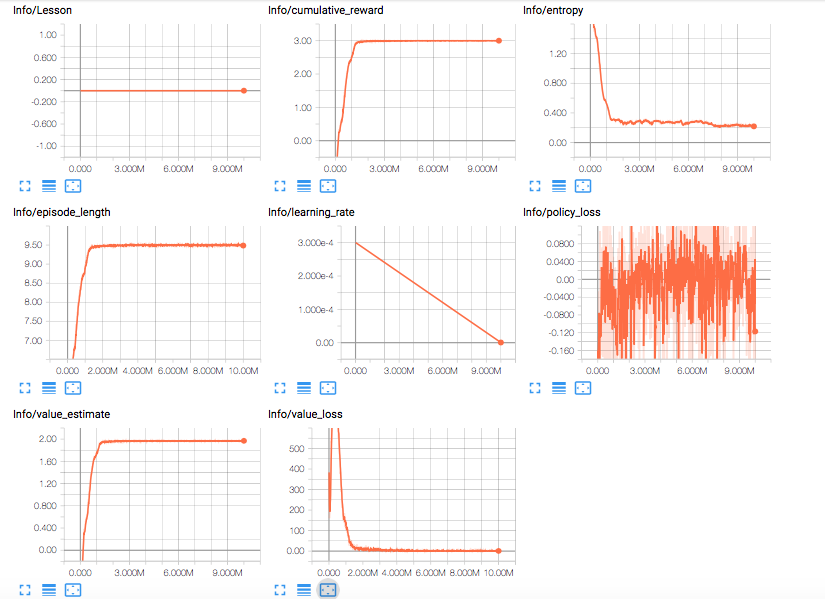 Info/Lesson
1.00
0.600
0.200
-0.200
-0.600
-1.00
0.000 3.000M 6.000M 9.000M
Info/cumulative_reward
3.00
2.00
1.00
0.00
0.000 3.000M 6.000M 9.000M
Info/entropy
1.20
0.800
0.400
0.00
0.000 3.000M 6.000M 9.000M
Info/episode_length
9.50
9.00
8.50
8.00
7.50
7.00
0.000 2.000M 4.000M 6.000M 8.000M 10.00M
Info/learning_rate
3.000e-4
2.000e-4
1.000e-4
0.00
0.000 3.000M 6.000M 9.000M
Info/policy_loss
0.0800
0.0400
0.00
-0.0400
-0.0800
-0.120
-0.160
0.000 3.000M 6.000M 9.000M
Info/value_estimate
2.00
1.60
1.20
0.800
0.400
0.00
0.000 3.000M 6.000M 9.000M
Info/value_loss
500
400
300
200
100
0.00
0.000 2.000M 4.000M 6.000M 8.000M 10.00M